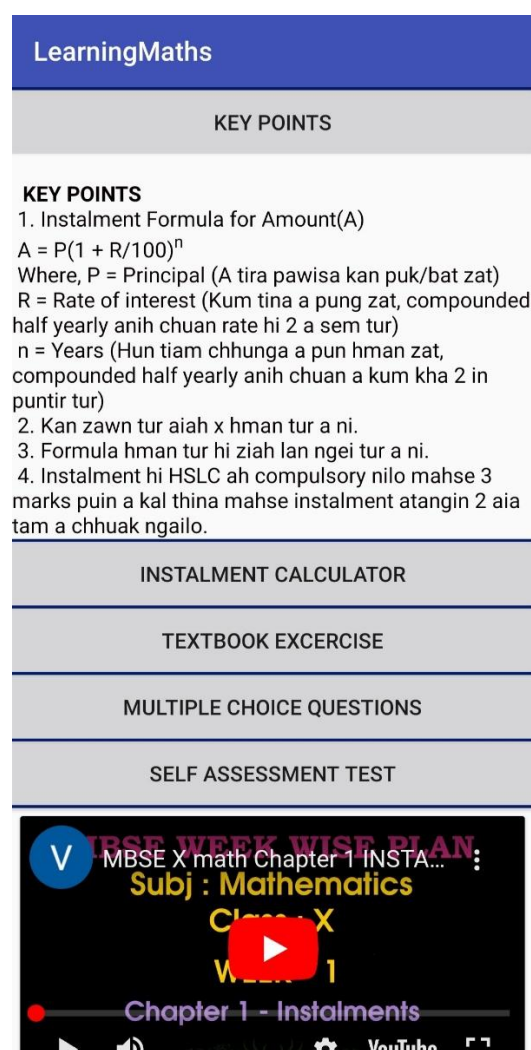 LearningMaths
KEY POINTS
KEY POINTS
1. Instalment Formula for Amount(A)
A = P(1 + R/100)ⁿ
Where, P = Principal (A tira pawisa kan puk/bat zat)
R = Rate of interest (Kum tina a pung zat, compounded
half yearly anih chuan rate hi 2 a sem tur)
n = Years (Hun tiam chhunga a pun hman zat,
compounded half yearly anih chuan a kum kha 2 in
puntir tur)
2. Kan zawn tur aiah x hman tur a ni.
3. Formula hman tur hi ziah lan ngei tur a ni.
4. Instalment hi HSLC ah compulsory nilo mahse 3
marks puin a kal thina mahse instalment atangin 2 aia
tam a chhuak ngailo.
INSTALMENT CALCULATOR
TEXTBOOK EXCERCISE
MULTIPLE CHOICE QUESTIONS
SELF ASSESSMENT TEST
MBSE WEEK WISE PLAN
V
MBSE X math Chapter 1 INSTA...
Subj : Mathematics
Class : X
WEEK - 1
Chapter 1 - Instalments
YouTube